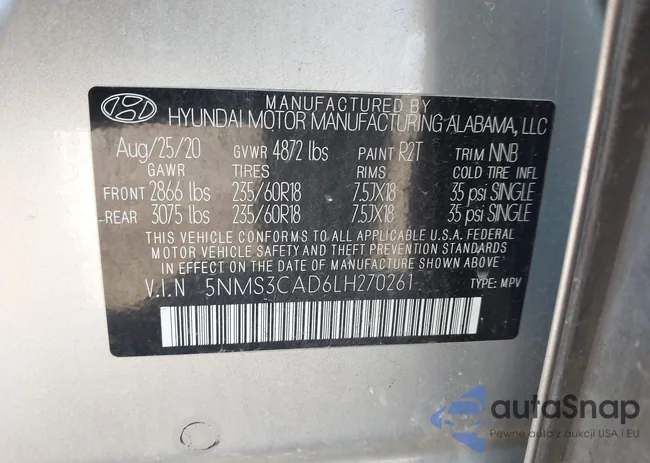 MANUFACTURED BY
HYUNDAI MOTOR MANUFACTURING ALABAMA, LLC
Aug/25/20 GVWR 4872 lbs PAINT R2T TRIM NNB
GAWR TIRES RIMS COLD TIRE INFL
FRONT 2866 lbs 235/60R18 7.5JX18 35 psi SINGLE
REAR 3075 lbs 235/60R18 7.5JX18 35 psi SINGLE
THIS VEHICLE CONFORMS TO ALL APPLICABLE U.S.A. FEDERAL
MOTOR VEHICLE SAFETY AND THEFT PREVENTION STANDARDS
IN EFFECT ON THE DATE OF MANUFACTURE SHOWN ABOVE
V.I.N 5NMS3CAD6LH270261 TYPE: MPV
autaSnap
Pewne auta z aukcji USA i EU